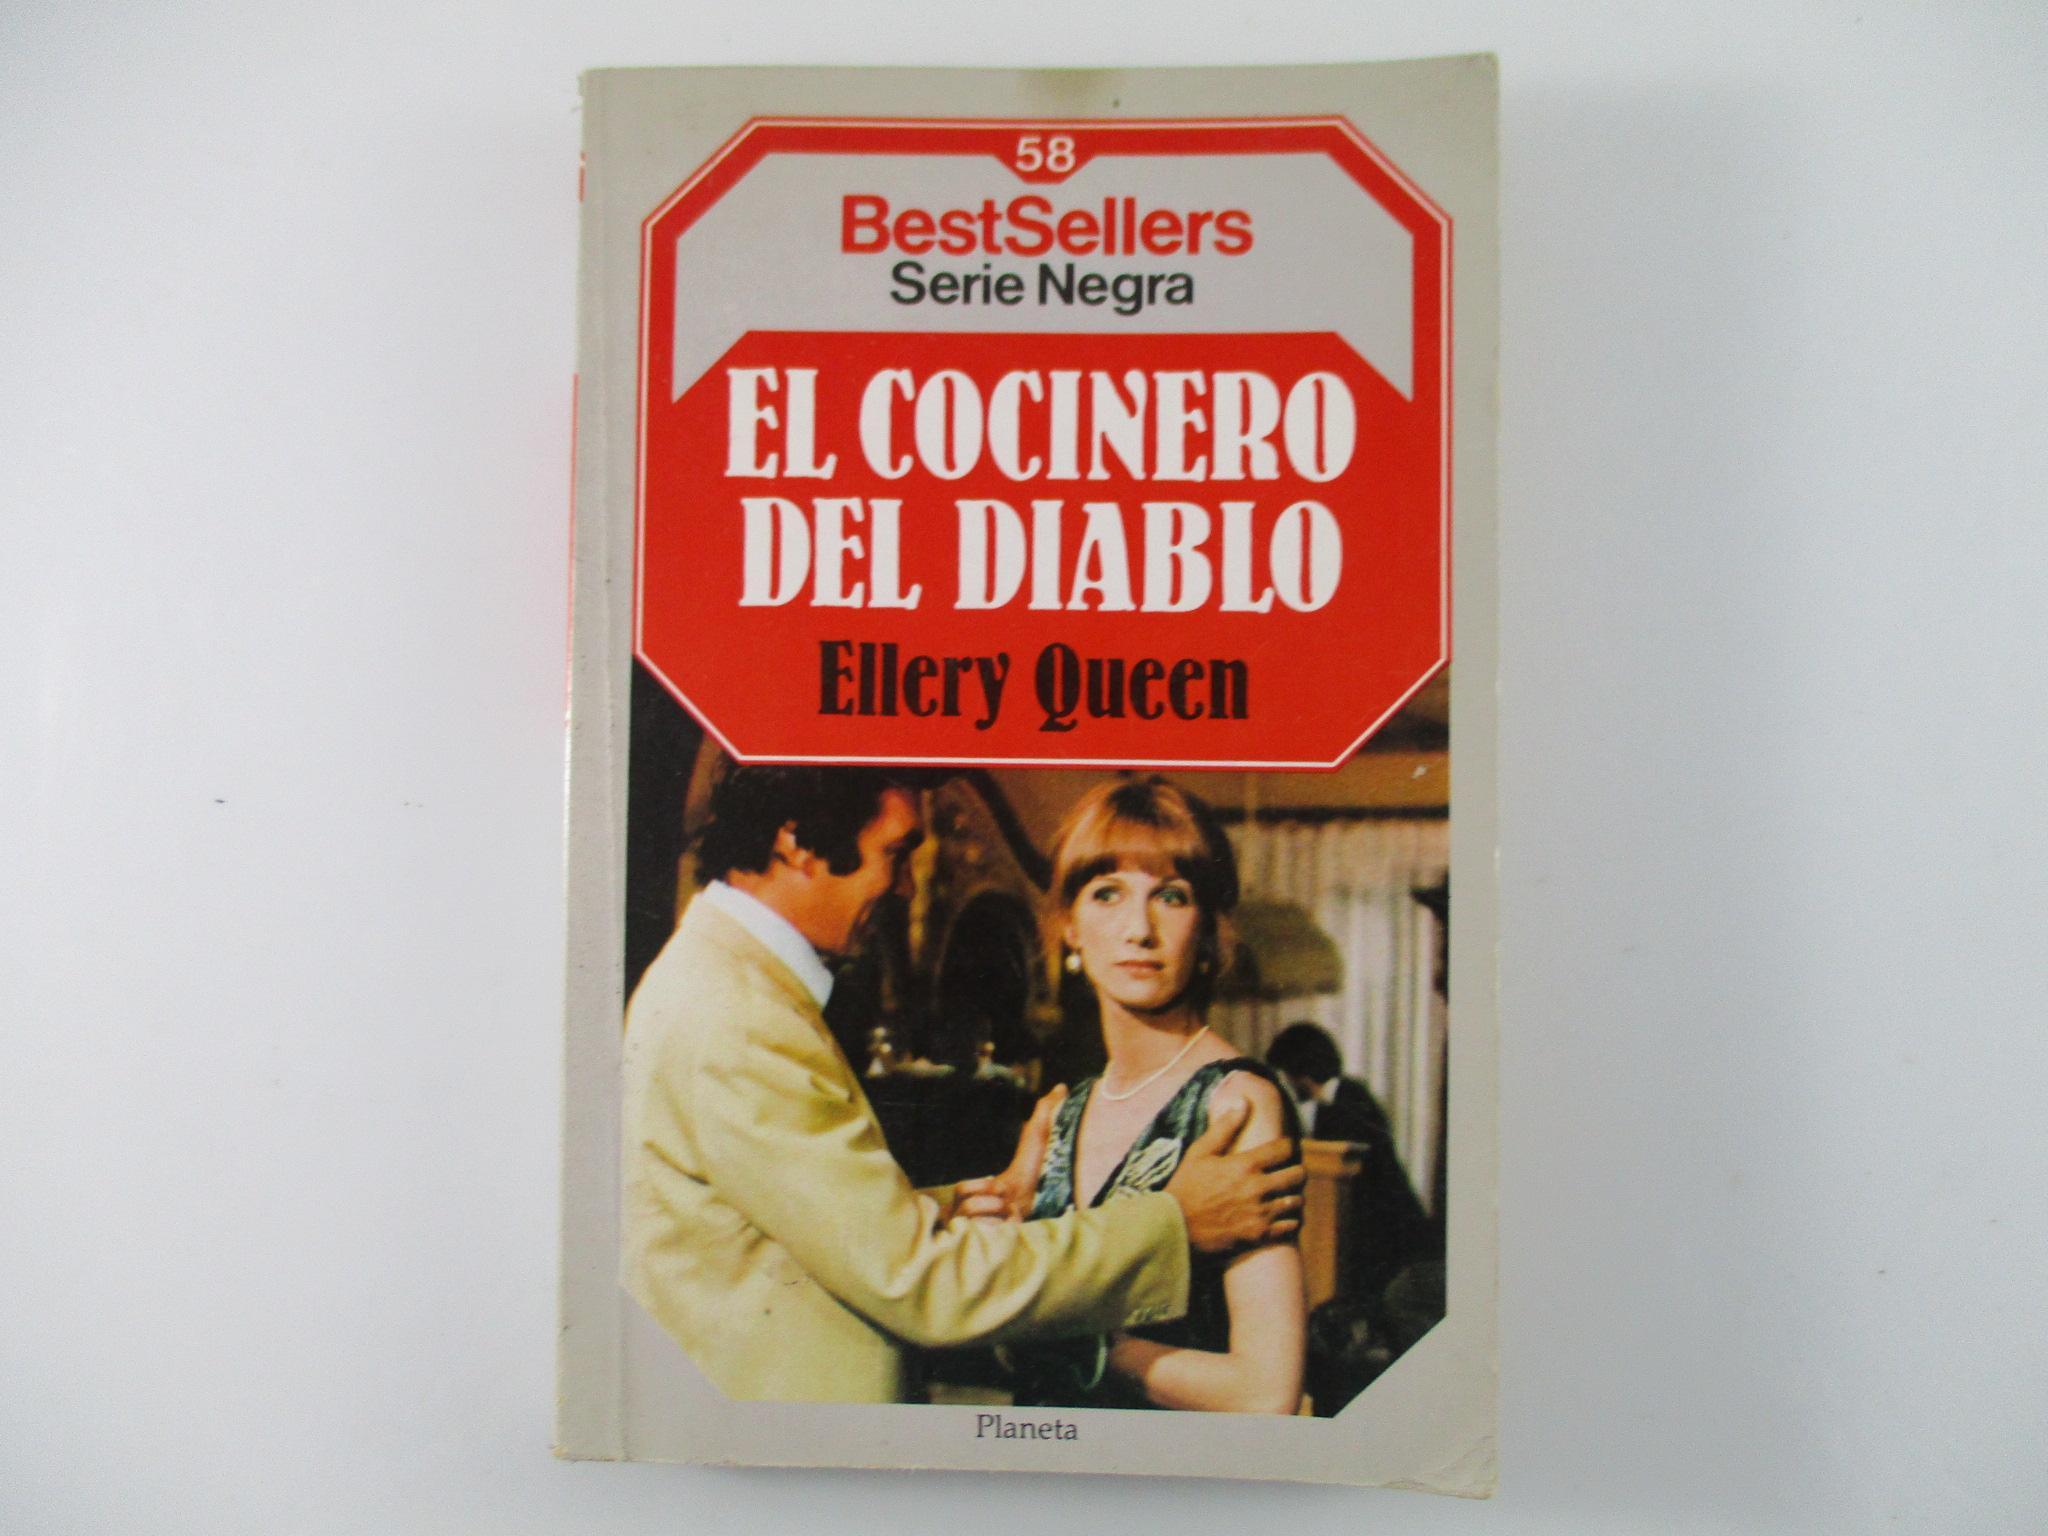 58
BestSellers
Serie Negra
EL COCINERO
DEL DIABLO
Ellery Queen
Planeta